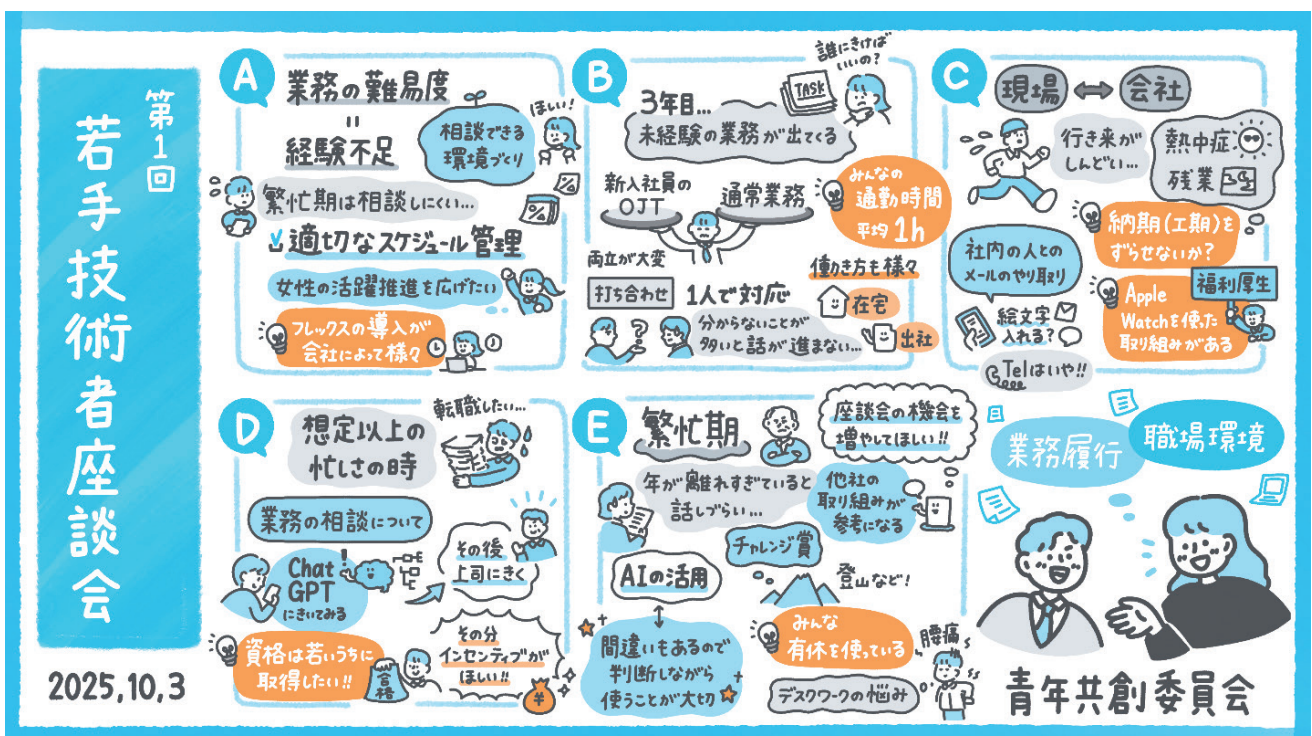 第1回
若手技術者座談会
2025,10,3
A
業務の難易度
=
経験不足
相談できる
環境づくり
ほしい!
繁忙期は相談しにくい…
適切なスケジュール管理
女性の活躍推進を広げたい
フレックスの導入が
会社によって様々
B
3年目…
未経験の業務が出てくる
TASK
誰にきけば
いいの?
新入社員の
OJT
通常業務
両立が大変
みんなの
通勤時間
平均1h
働き方も様々
在宅
出社
打ち合わせ
1人で対応
分からないことが
多いと話が進まない…
C
現場 ⇔ 会社
行き来が
しんどい…
熱中症
残業
納期(工期)を
ずらせないか?
社内の人との
メールのやり取り
絵文字
入れる?
Telはいや!!
福利厚生
Apple
Watchを使った
取り組みがある
D
想定以上の
忙しさの時
転職したい…
業務の相談について
Chat
GPT
にきいてみる
その後
上司にきく
資格は若いうちに
取得したい!!
合格
その分
インセンティブが
ほしい!!
¥
E
繁忙期
座談会の機会を
増やしてほしい!!
年が離れすぎていると
話しづらい…
他社の
取り組みが
参考になる
チャレンジ賞
登山など!
AIの活用
間違いもあるので
判断しながら
使うことが大切
みんな
有休を使っている
腰痛
デスクワークの悩み
業務履行
職場環境
青年共創委員会